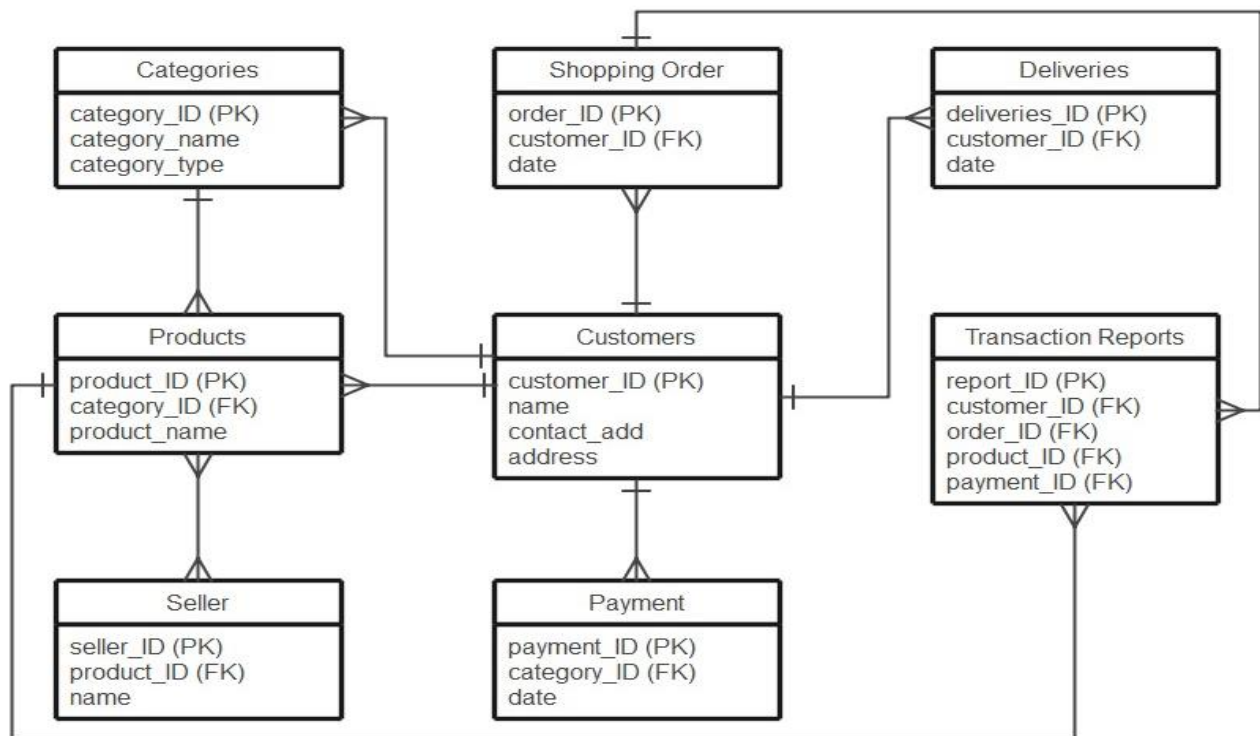 Categories
category_ID (PK)
category_name
category_type
Shopping Order
order_ID (PK)
customer_ID (FK)
date
Deliveries
deliveries_ID (PK)
customer_ID (FK)
date
Products
product_ID (PK)
category_ID (FK)
product_name
Customers
customer_ID (PK)
name
contact_add
address
Transaction Reports
report_ID (PK)
customer_ID (FK)
order_ID (FK)
product_ID (FK)
payment_ID (FK)
Seller
seller_ID (PK)
product_ID (FK)
name
Payment
payment_ID (PK)
category_ID (FK)
date